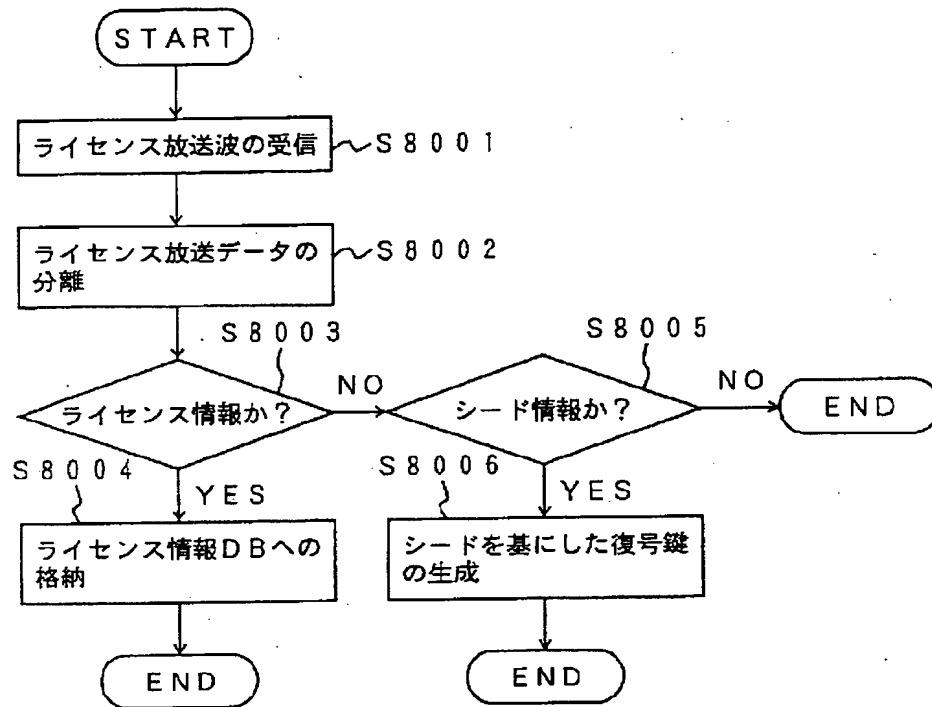 START
ライセンス放送波の受信
S8001
ライセンス放送データの
分離
S8002
S8003
ライセンス情報か?
NO
S8005
シード情報か?
NO
END
S8004
YES
ライセンス情報DBへの
格納
END
S8006
YES
シードを基にした復号鍵
の生成
END